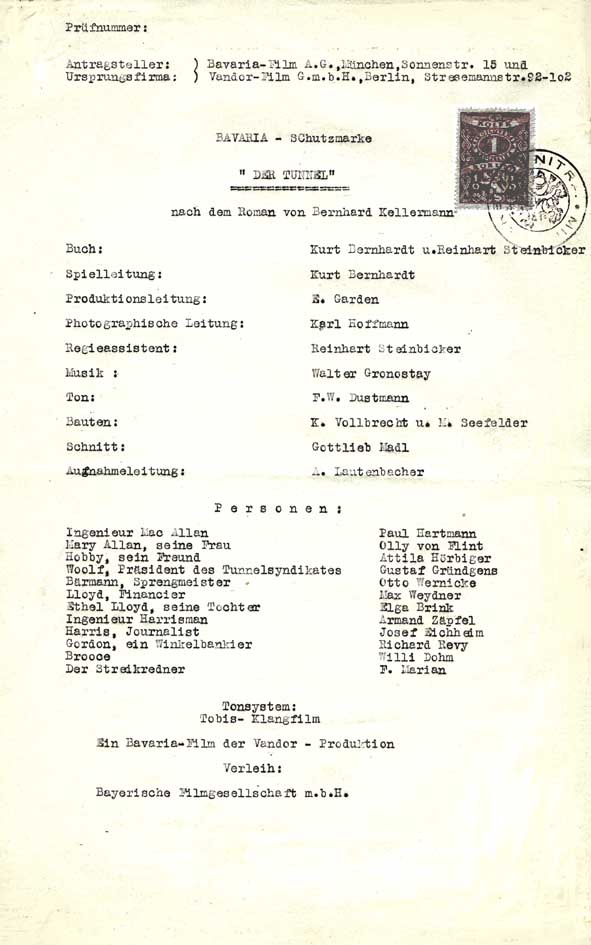 Prüfnummer:
Antragsteller: ) Bavaria-Film A.G.,München,Sonnenstr. 15 und
Ursprungsfirma: ) Vandor-Film G.m.b.H.,Berlin, Stresemannstr.92-102
BAVARIA - SChutzmarke
" DER TUNNEL"
nach dem Roman von Bernhard Kellermann
KOLEK
1
NITRA
Buch: Kurt Bernhardt u.Reinhart Steinbicker
Spielleitung: Kurt Bernhardt
Produktionsleitung: E. Garden
Photographische Leitung: Karl Hoffmann
Regieassistent: Reinhart Steinbicker
Musik : Walter Gronostay
Ton: F.W. Dustmann
Bauten: K. Vollbrecht u. M. Seefelder
Schnitt: Gottlieb Madl
Aufnahmeleitung: A. Lautenbacher
P e r s o n e n :
Ingenieur Mac Allan Paul Hartmann
Mary Allan, seine Frau Olly von Flint
Hobby, sein Freund Attila Hörbiger
Woolf, Präsident des Tunnelsyndikates Gustaf Gründgens
Bärmann, Sprengmeister Otto Wernicke
Lloyd, Financier Max Weydner
Ethel Lloyd, seine Tochter Elga Brink
Ingenieur Harrisman Armand Zäpfel
Harris, Journalist Josef Eichheim
Gordon, ein Winkelbankier Richard Revy
Brooce Willi Dohm
Der Streikredner F. Marian
Tonsystem:
Tobis- Klangfilm
Ein Bavaria-Film der Vandor - Produktion
Verleih:
Bayerische Filmgesellschaft m.b.H.